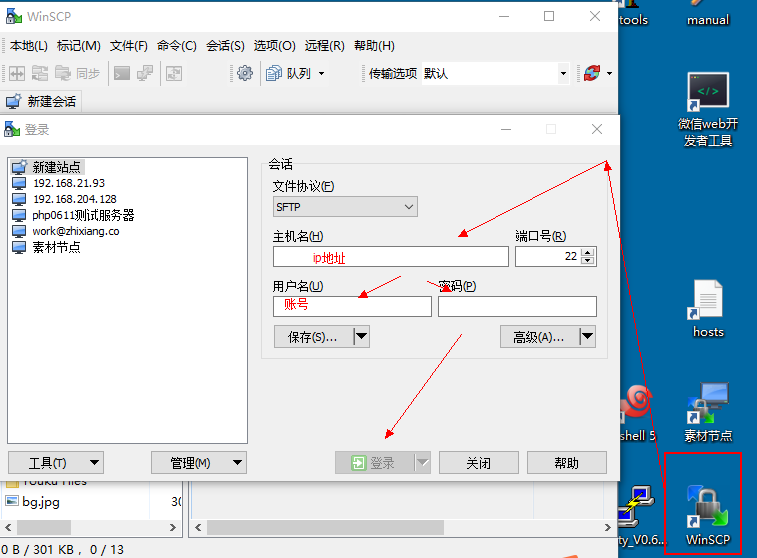 WinSCP
本地(L) 标记(M) 文件(F) 命令(C) 会话(S) 选项(O) 远程(R) 帮助(H)
同步 队列 传输选项 默认
新建会话
登录
新建站点
192.168.21.93
192.168.204.128
php0611测试服务器
work@zhixiang.co
素材节点
会话
文件协议(F)
SFTP
主机名(H) 端口号(R)
ip地址 22
用户名(U) 密码(P)
账号
保存(S)... 高级(A)...
工具(T) 管理(M) 登录 关闭 帮助
bg.jpg 30
0 B / 301 KB， 0 / 13
tools
manual
</>
微信web开
发者工具
hosts
shell 5
素材节点
ty_V0.6...
WinSCP